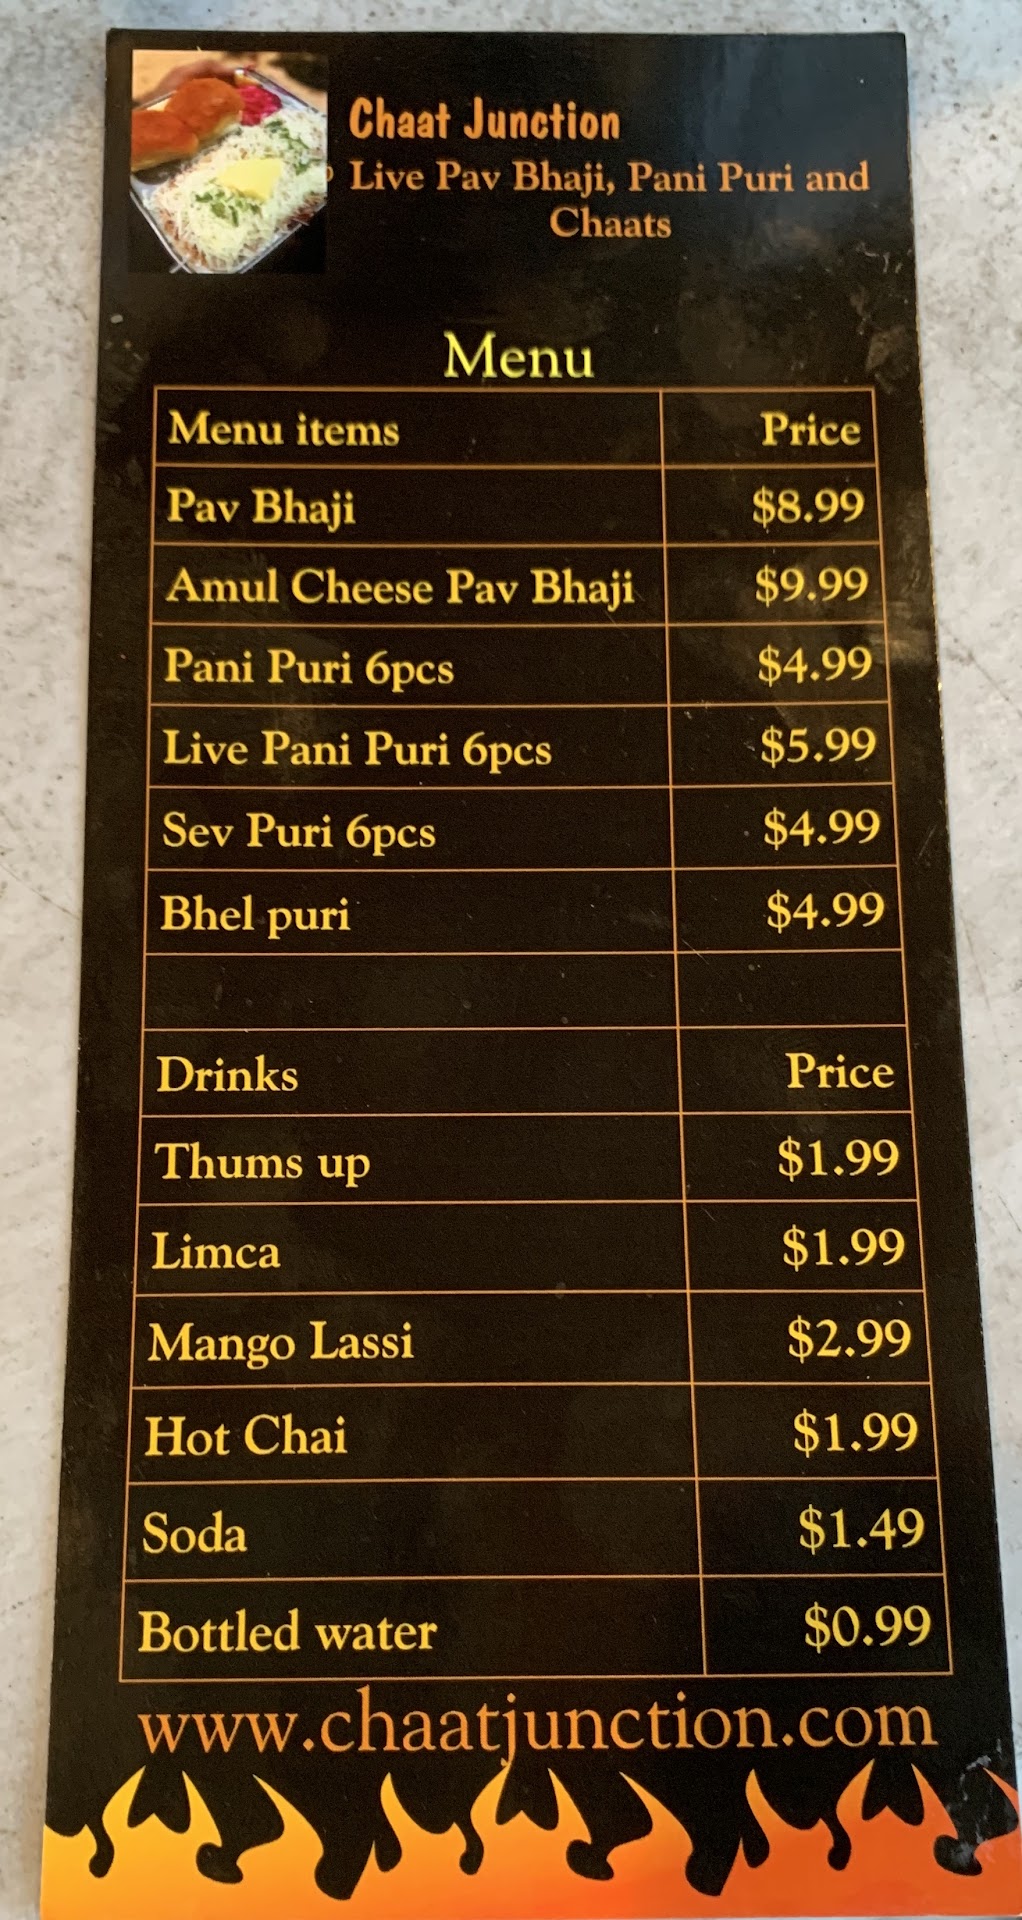 Chaat Junction
Live Pav Bhaji, Pani Puri and
Chaats
Menu
Menu items Price
Pav Bhaji $8.99
Amul Cheese Pav Bhaji $9.99
Pani Puri 6pcs $4.99
Live Pani Puri 6pcs $5.99
Sev Puri 6pcs $4.99
Bhel puri $4.99
Drinks Price
Thums up $1.99
Limca $1.99
Mango Lassi $2.99
Hot Chai $1.99
Soda $1.49
Bottled water $0.99
www.chaatjunction.com